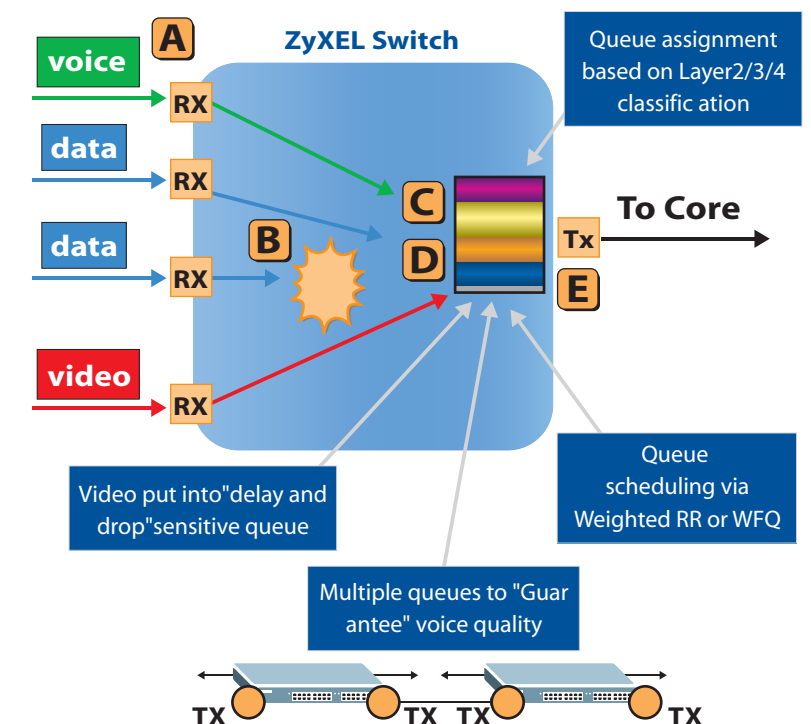 A
ZyXEL Switch
Queue assignment
based on Layer2/3/4
classific ation
voice
RX
data
RX
C
To Core
B
data
D
Tx
RX
E
video
RX
Video put into"delay and
drop"sensitive queue
Queue
scheduling via
Weighted RR or WFQ
Multiple queues to "Guar
antee" voice quality
TX
TX
TX
TX